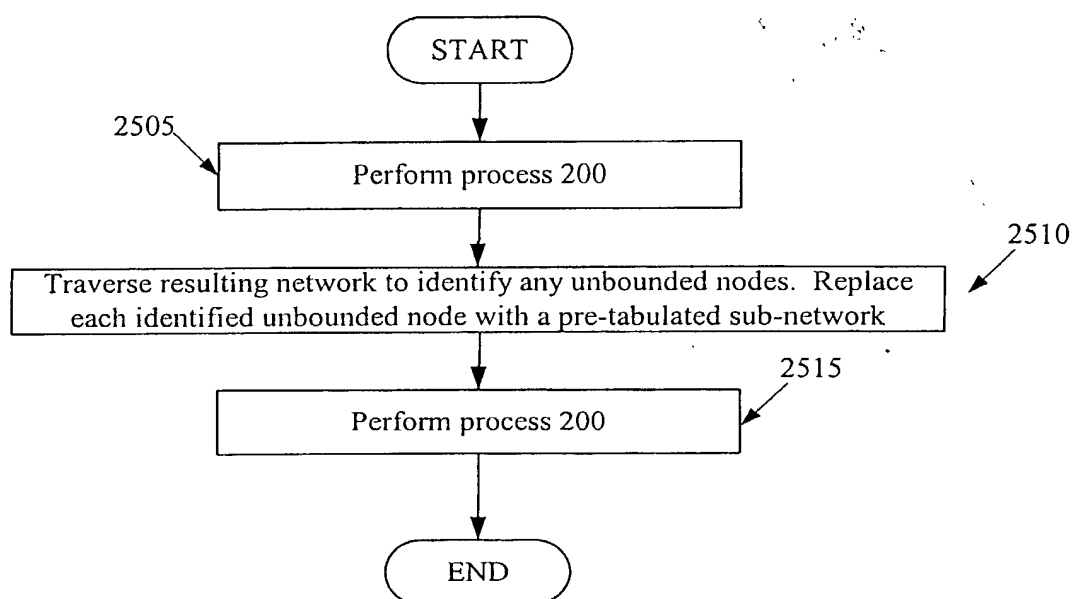 START
2505
Perform process 200
2510
Traverse resulting network to identify any unbounded nodes. Replace
each identified unbounded node with a pre-tabulated sub-network
2515
Perform process 200
END